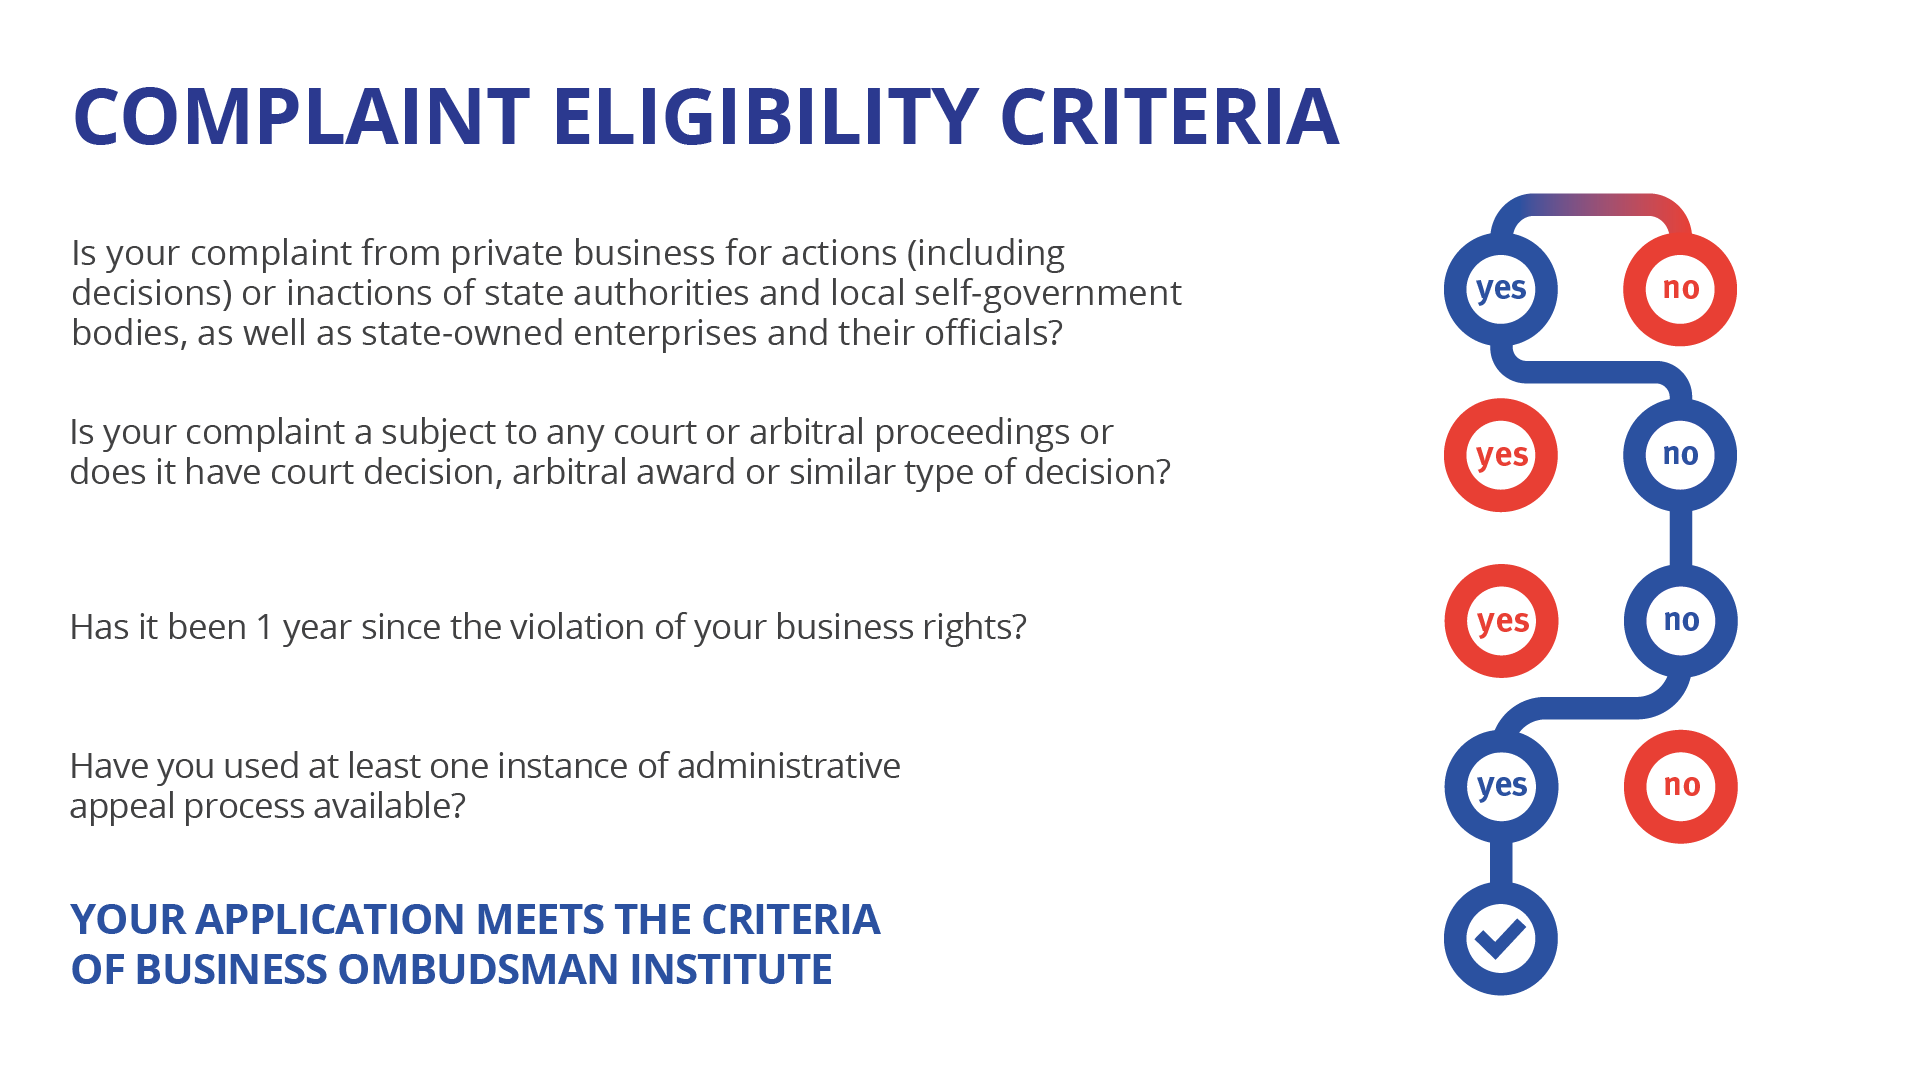 COMPLAINT ELIGIBILITY CRITERIA
Is your complaint from private business for actions (including
decisions) or inactions of state authorities and local self-government
bodies, as well as state-owned enterprises and their officials?
yes no
Is your complaint a subject to any court or arbitral proceedings or
does it have court decision, arbitral award or similar type of decision?
yes no
Has it been 1 year since the violation of your business rights?
yes no
Have you used at least one instance of administrative
appeal process available?
yes no
YOUR APPLICATION MEETS THE CRITERIA
OF BUSINESS OMBUDSMAN INSTITUTE